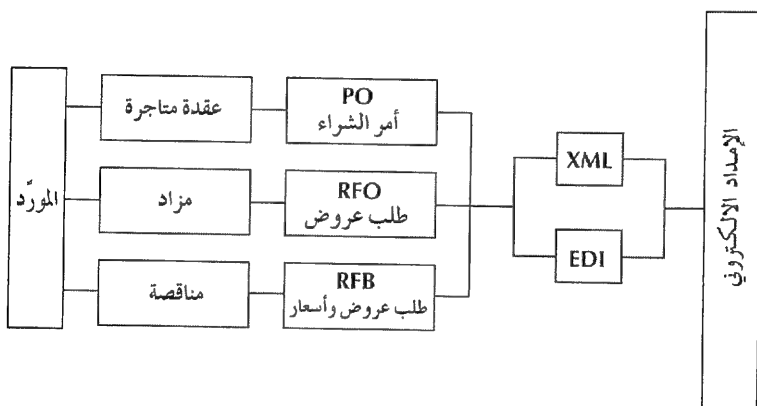 الإمداد الالكتروني
XML
EDI
PO
أمر الشراء
RFO
طلب عروض
RFB
طلب عروض وأسعار
عقدة متاجرة
مزاد
مناقصة
المورّد